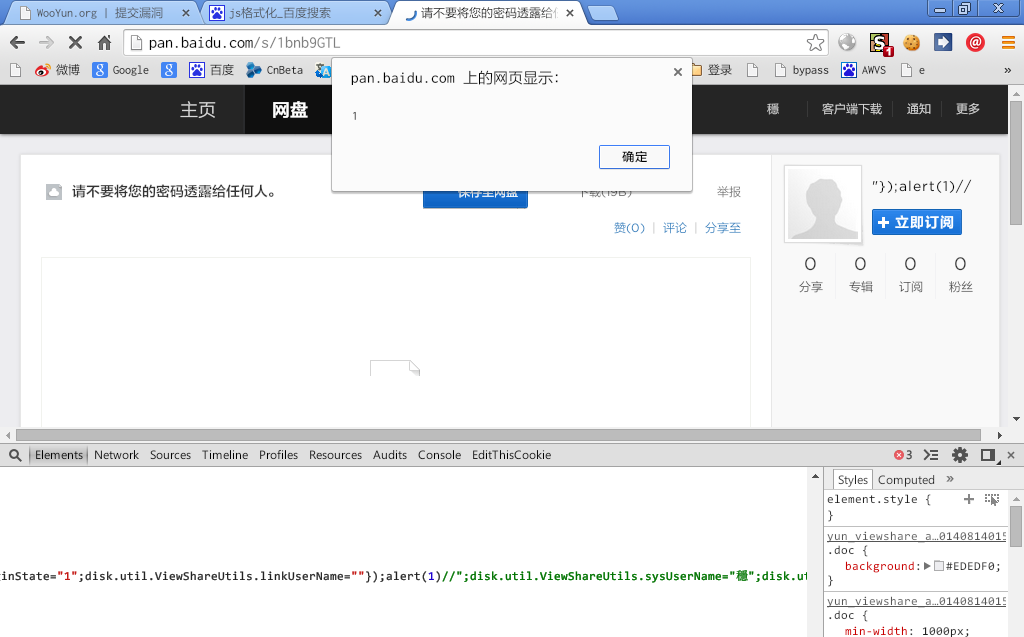 WooYun.org | 提交漏洞
js格式化_百度搜索
请不要将您的密码透露给
pan.baidu.com/s/1bnb9GTL
微博
Google
百度
CnBeta
登录
bypass
AWVS
e
»
pan.baidu.com 上的网页显示:
1
确定
主页
网盘
穩
客户端下载
通知
更多
请不要将您的密码透露给任何人。
保存至网盘
下载(19B)
举报
赞(0)
评论
分享至
"});alert(1)//
+ 立即订阅
0
0
0
0
分享
专辑
订阅
粉丝
Elements Network Sources Timeline Profiles Resources Audits Console EditThisCookie
3
Styles Computed »
element.style {
}
yun_viewshare_a…0140814015
.doc {
background: #EDEDF0;
}
yun_viewshare_a…0140814015
.doc {
min-width: 1000px;
ginState="1";disk.util.ViewShareUtils.linkUserName=""});alert(1)//";disk.util.ViewShareUtils.sysUserName="穩";disk.ut